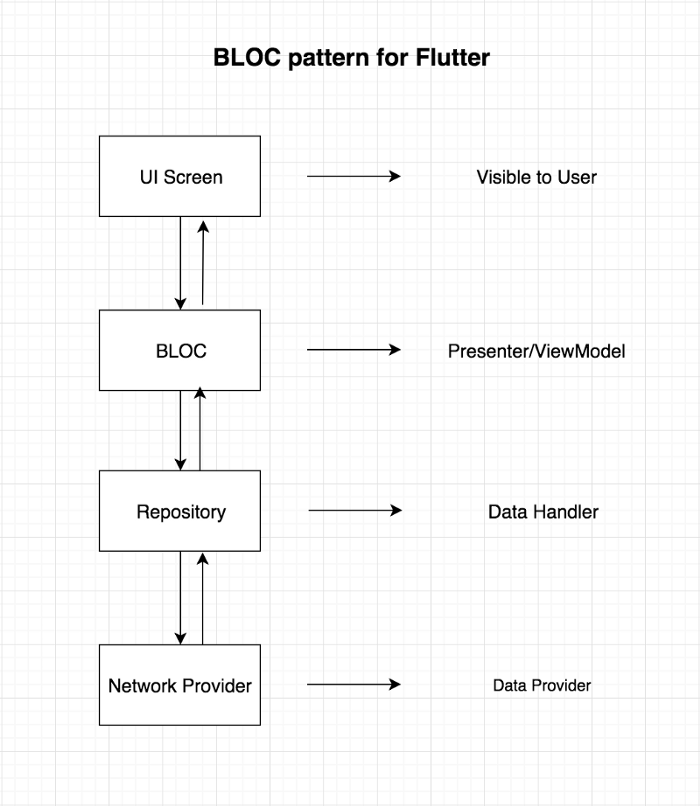 BLOC pattern for Flutter
UI Screen
Visible to User
BLOC
Presenter/ViewModel
Repository
Data Handler
Network Provider
Data Provider